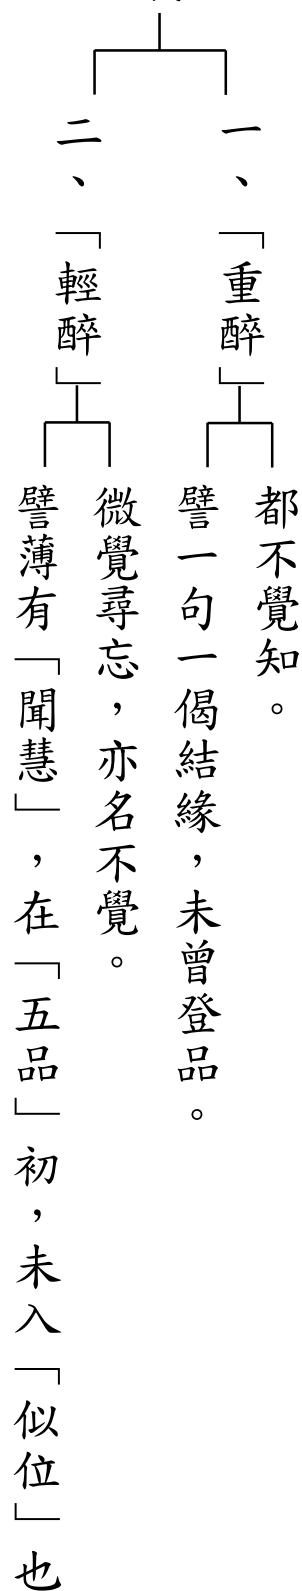 一、「重醉」
都不覺知。
譬一句一偈結緣，未曾登品。
二、「輕醉」
微覺尋忘，亦名不覺。
譬薄有「聞慧」，在「五品」初，未入「似位」也